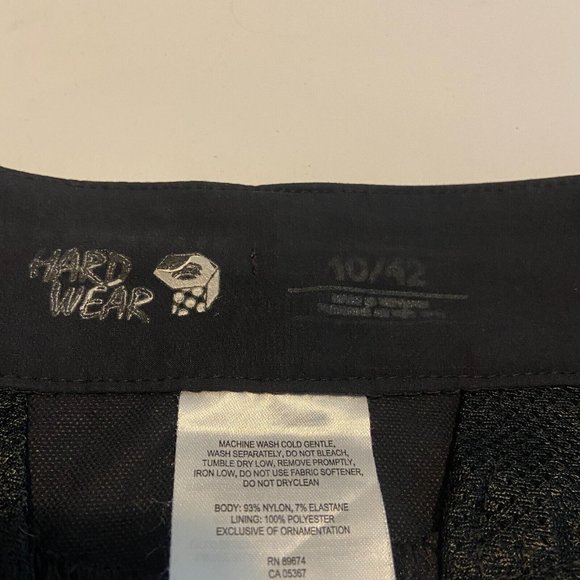 HARD
WEAR
10/42
MACHINE WASH COLD GENTLE,
WASH SEPARATELY, DO NOT BLEACH,
TUMBLE DRY LOW, REMOVE PROMPTLY,
IRON LOW, DO NOT USE FABRIC SOFTENER,
DO NOT DRYCLEAN
BODY: 93% NYLON, 7% ELASTANE
LINING: 100% POLYESTER
EXCLUSIVE OF ORNAMENTATION
RN 89674
CA 05367